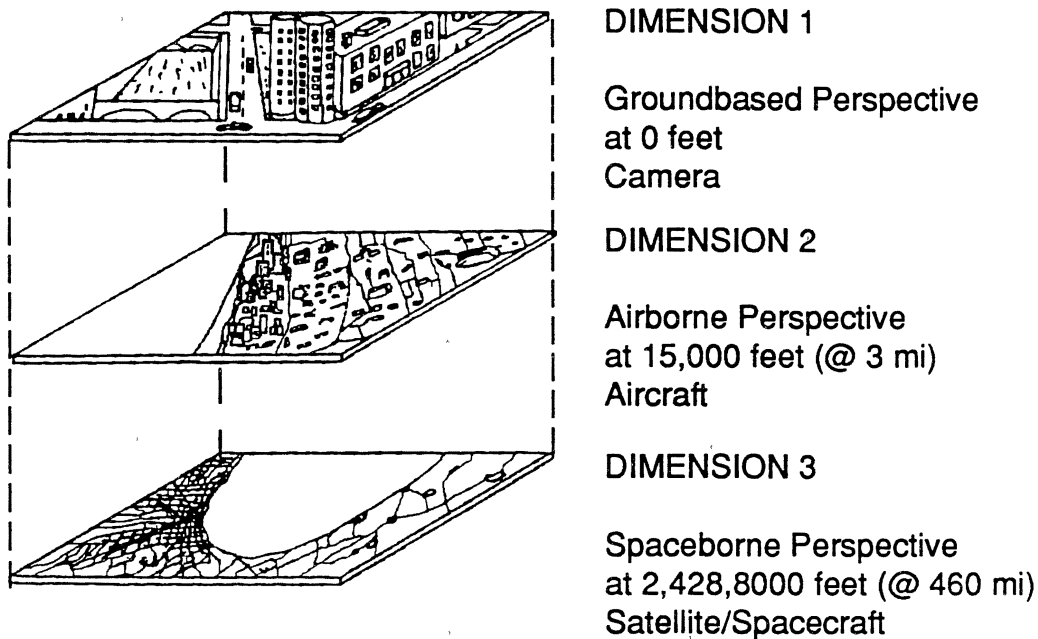 DIMENSION 1
Groundbased Perspective
at 0 feet
Camera
DIMENSION 2
Airborne Perspective
at 15,000 feet (@ 3 mi)
Aircraft
DIMENSION 3
Spaceborne Perspective
at 2,428,8000 feet (@ 460 mi)
Satellite/Spacecraft